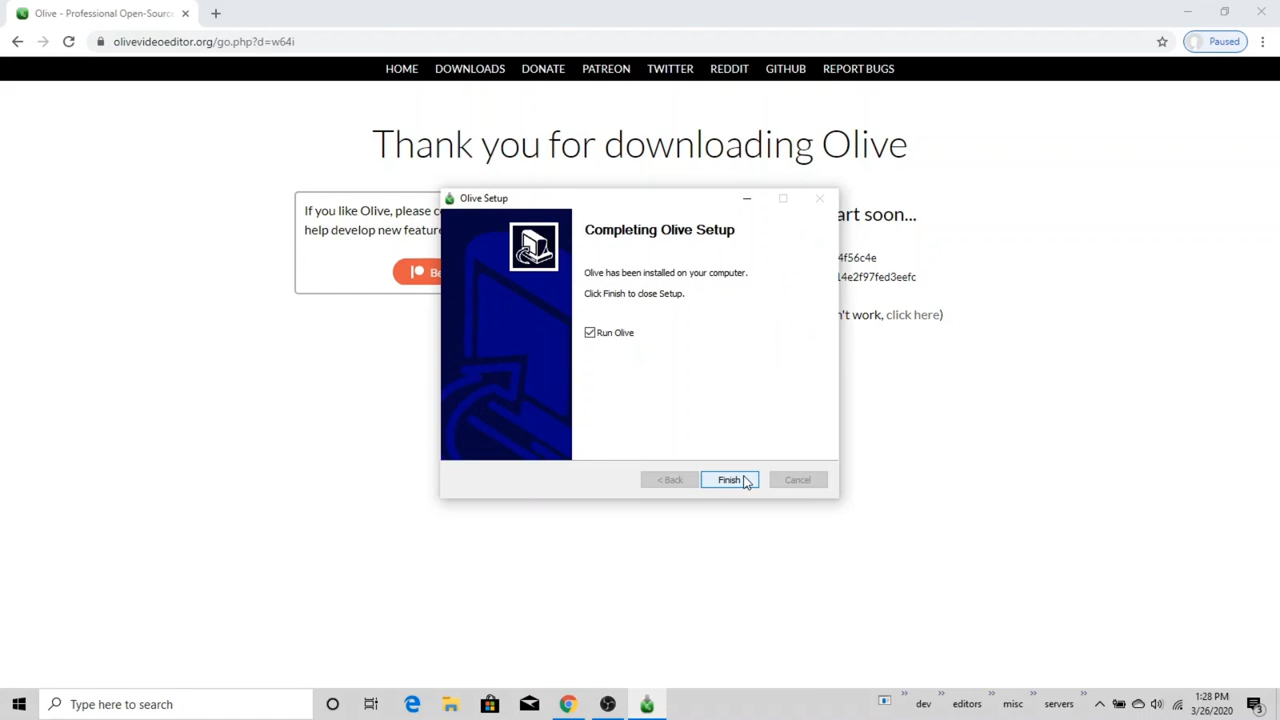 Olive - Professional Open-Sourc
olivevideoeditor.org/go.php?d=w64i
Paused
HOME DOWNLOADS DONATE PATREON TWITTER REDDIT GITHUB REPORT BUGS
Thank you for downloading Olive
If you like Olive, please c
help develop new featur
Be
art soon...
4f56c4e
14e2f97fed3eefc
n't work, click here)
Olive Setup
Completing Olive Setup
Olive has been installed on your computer.
Click Finish to close Setup.
Run Olive
< Back Finish Cancel
Type here to search
dev editors misc servers
1:28 PM
3/26/2020
3